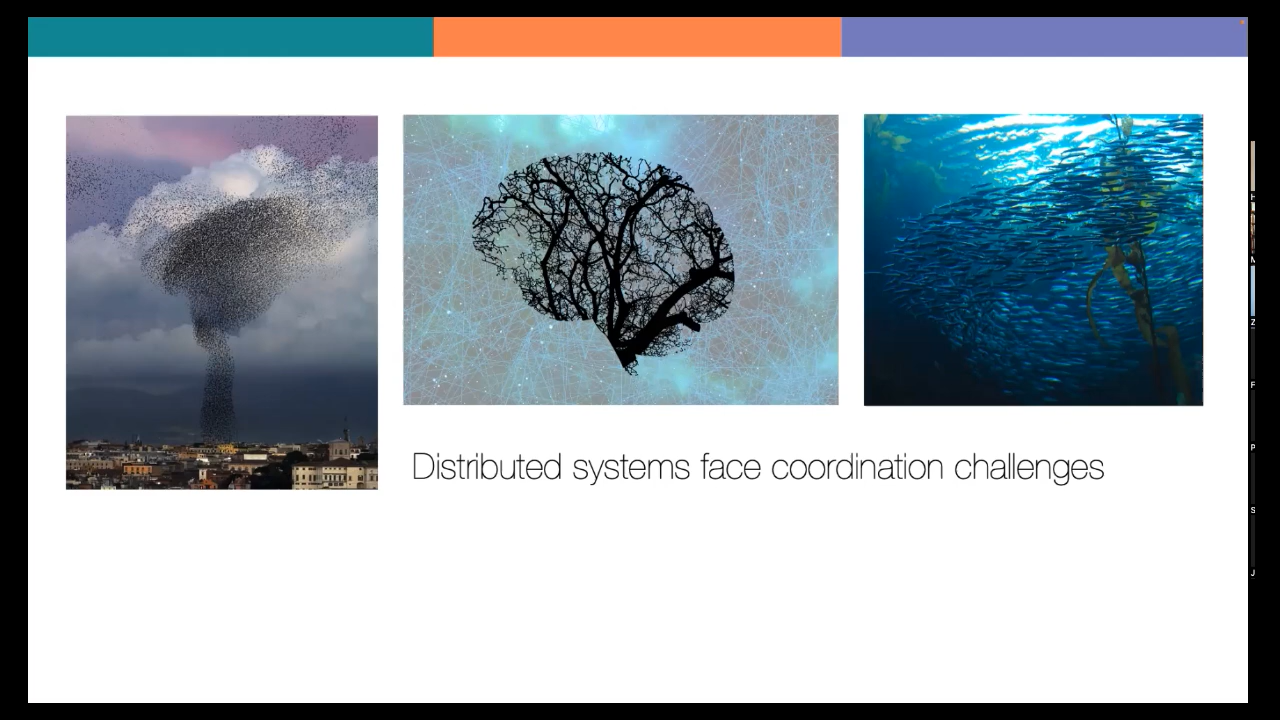 Distributed systems face coordination challenges
F
N
Z
F
P
S
J